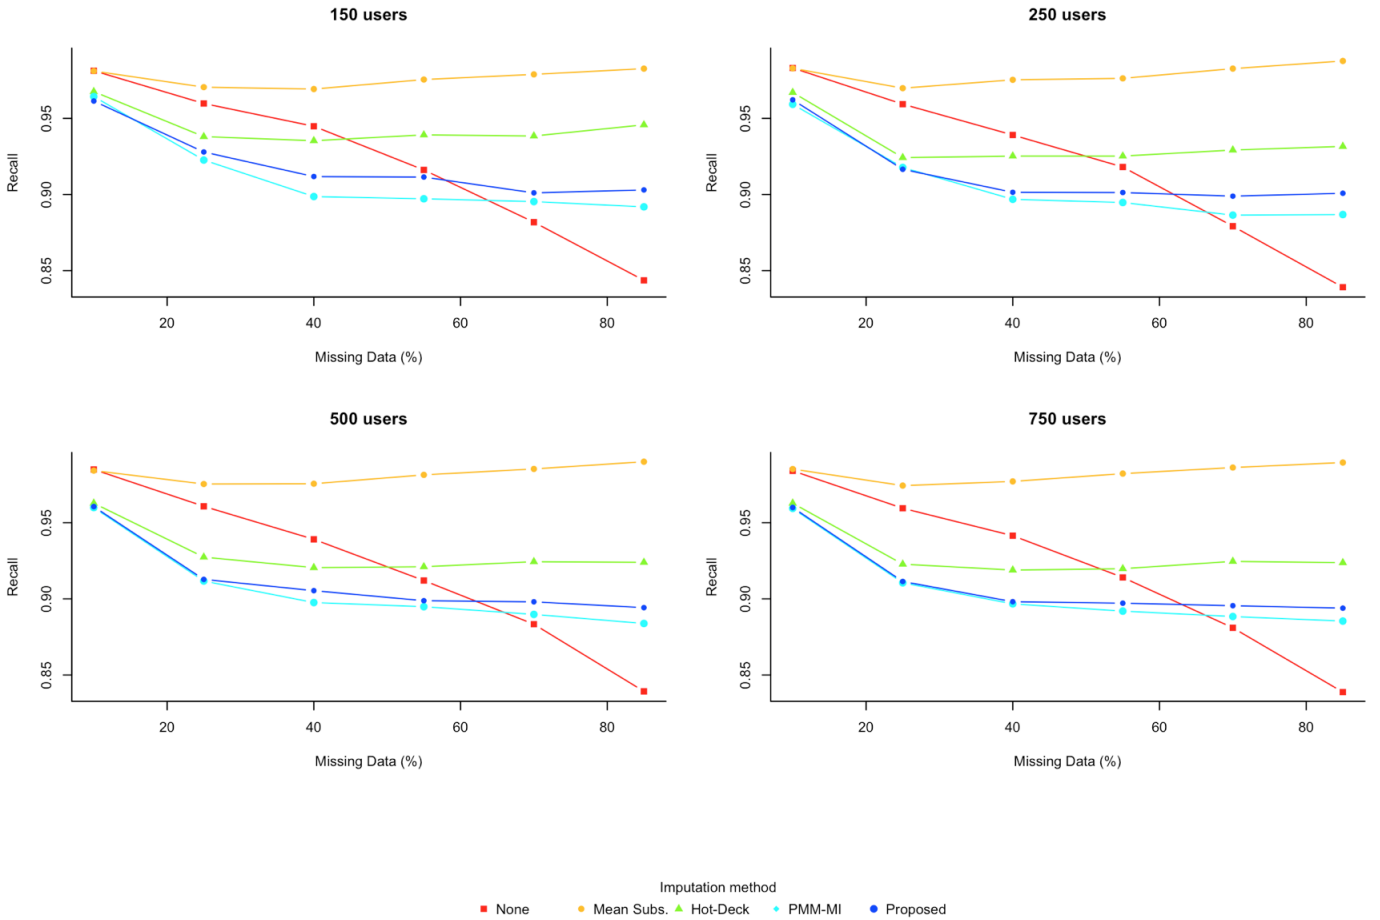 150 users
250 users
Recall
0.95
0.90
0.85
20 40 60 80
Missing Data (%)
Recall
0.95
0.90
0.85
20 40 60 80
Missing Data (%)
500 users
750 users
Recall
0.95
0.90
0.85
20 40 60 80
Missing Data (%)
Recall
0.95
0.90
0.85
20 40 60 80
Missing Data (%)
Imputation method
None Mean Subs. Hot-Deck PMM-MI Proposed